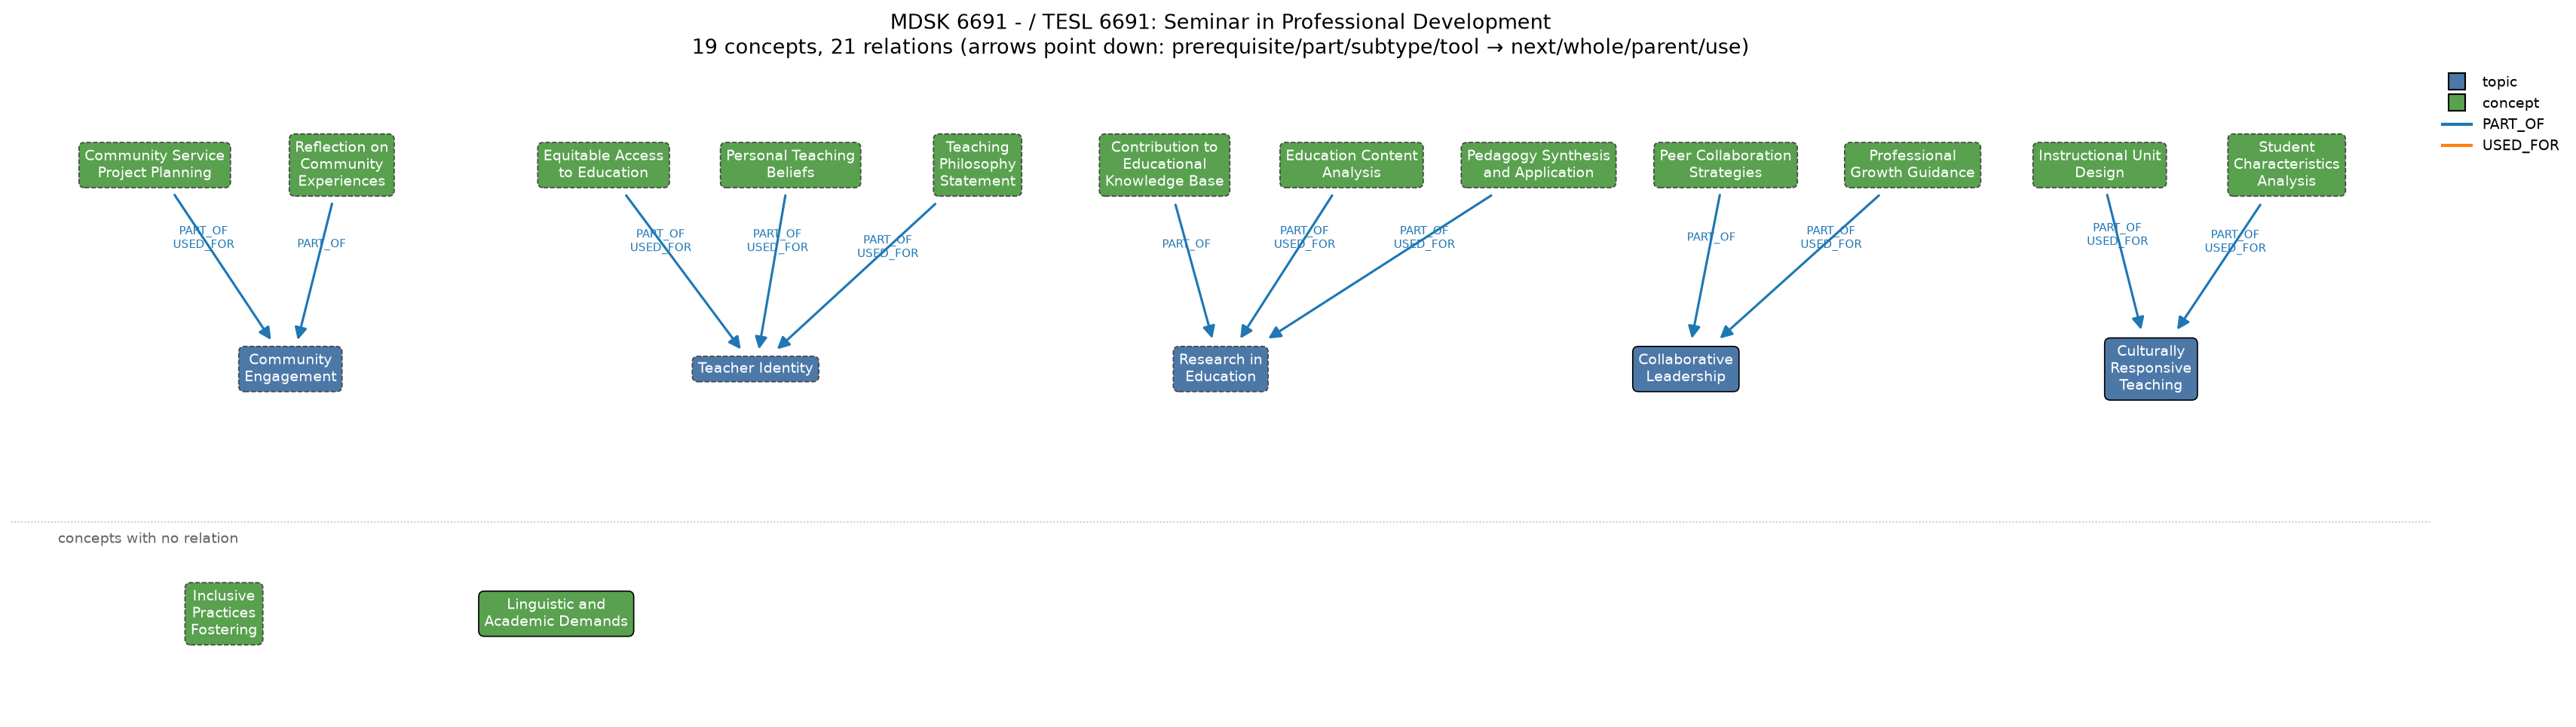 MDSK 6691 - / TESL 6691: Seminar in Professional Development
19 concepts, 21 relations (arrows point down: prerequisite/part/subtype/tool → next/whole/parent/use)
topic
concept
PART_OF
USED_FOR
Community Service
Project Planning
Reflection on
Community
Experiences
Equitable Access
to Education
Personal Teaching
Beliefs
Teaching
Philosophy
Statement
Contribution to
Educational
Knowledge Base
Education Content
Analysis
Pedagogy Synthesis
and Application
Peer Collaboration
Strategies
Professional
Growth Guidance
Instructional Unit
Design
Student
Characteristics
Analysis
PART_OF
USED_FOR
PART_OF
PART_OF
USED_FOR
PART_OF
USED_FOR
PART_OF
USED_FOR
PART_OF
PART_OF
USED_FOR
PART_OF
USED_FOR
PART_OF
PART_OF
USED_FOR
PART_OF
USED_FOR
PART_OF
USED_FOR
Community
Engagement
Teacher Identity
Research in
Education
Collaborative
Leadership
Culturally
Responsive
Teaching
concepts with no relation
Inclusive
Practices
Fostering
Linguistic and
Academic Demands